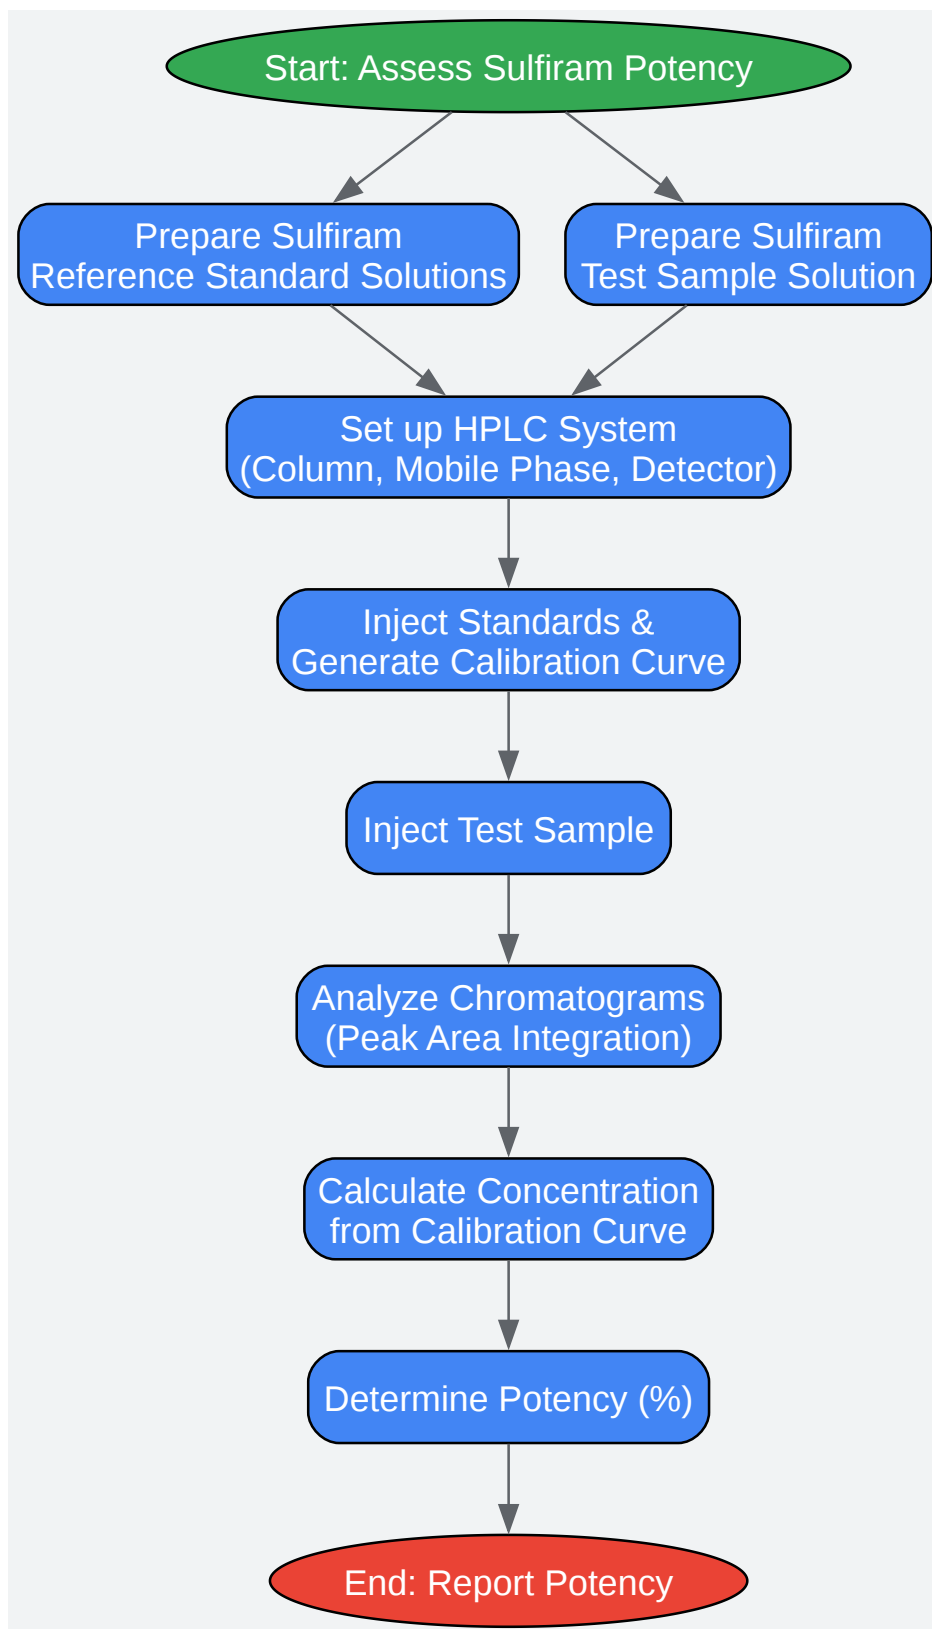 Start: Assess Sulfiram Potency
Prepare Sulfiram
Reference Standard Solutions
Prepare Sulfiram
Test Sample Solution
Set up HPLC System
(Column, Mobile Phase, Detector)
Inject Standards &
Generate Calibration Curve
Inject Test Sample
Analyze Chromatograms
(Peak Area Integration)
Calculate Concentration
from Calibration Curve
Determine Potency (%)
End: Report Potency